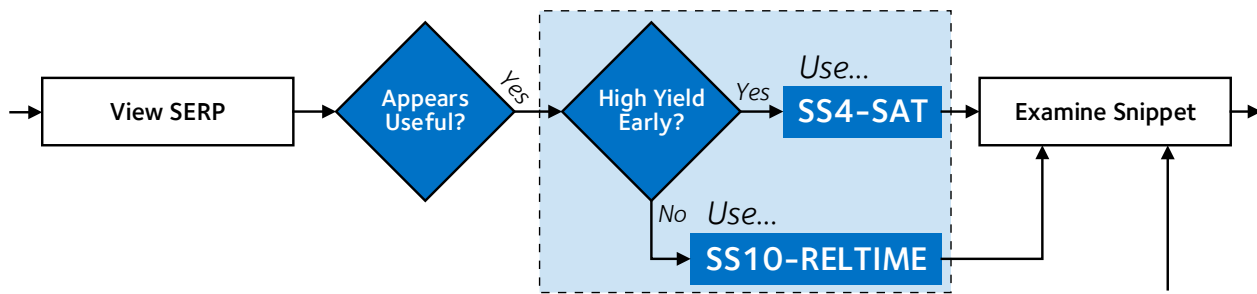 View SERP
Appears
Useful?
Yes
High Yield
Early?
Yes
Use...
SS4-SAT
Examine Snippet
No
Use...
SS10-RELTIME